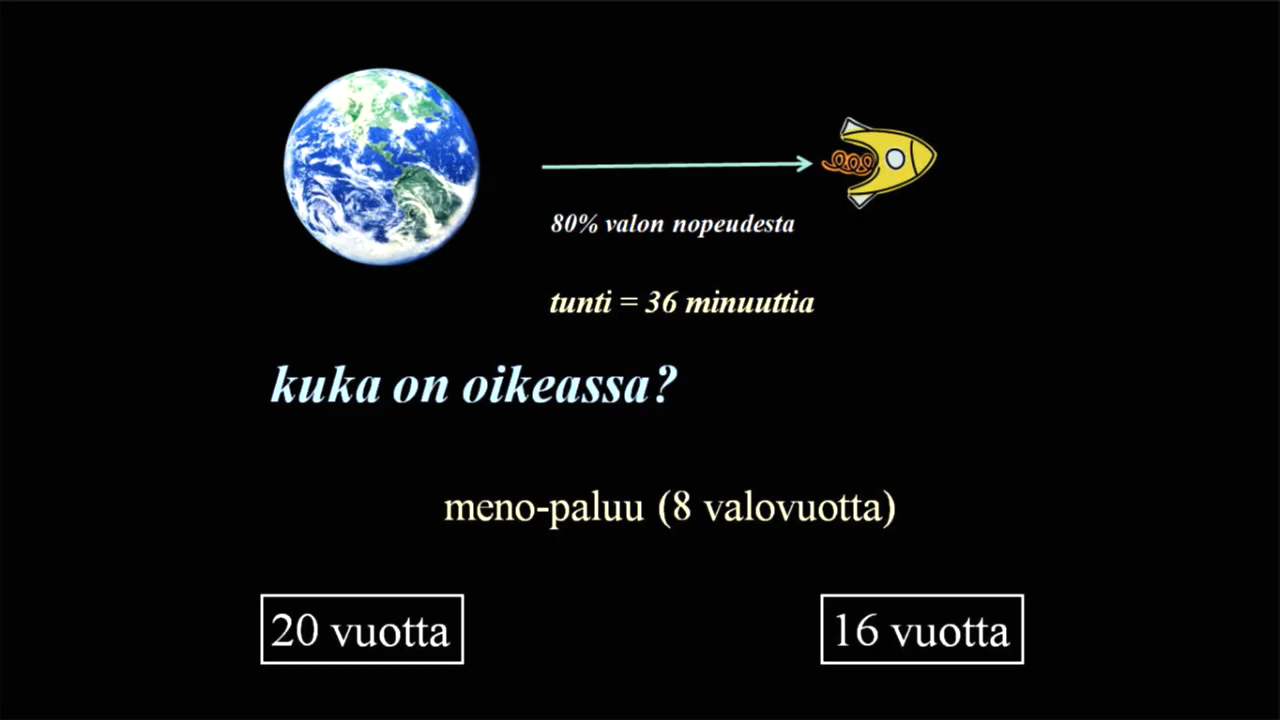 80% valon nopeudesta
tunti = 36 minuuttia
kuka on oikeassa?
meno-paluu (8 valovuotta)
20 vuotta
16 vuotta